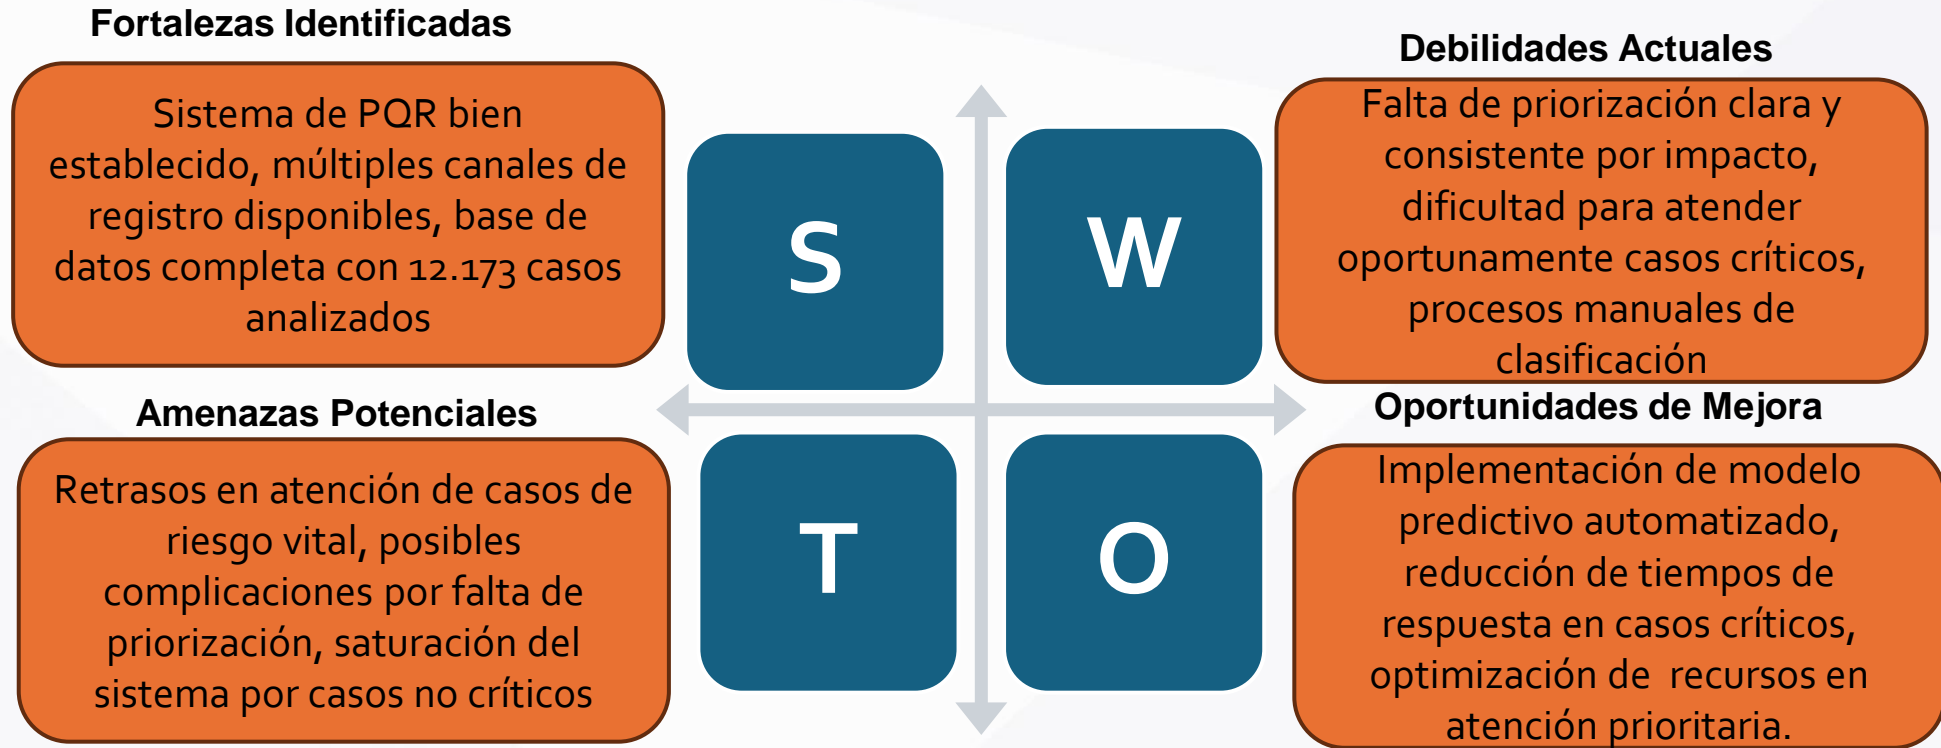 Fortalezas Identificadas
Sistema de PQR bien
establecido, múltiples canales de
registro disponibles, base de
datos completa con 12.173 casos
analizados
S
W
Debilidades Actuales
Falta de priorización clara y
consistente por impacto,
dificultad para atender
oportunamente casos críticos,
procesos manuales de
clasificación
Amenazas Potenciales
Retrasos en atención de casos de
riesgo vital, posibles
complicaciones por falta de
priorización, saturación del
sistema por casos no críticos
T
O
Oportunidades de Mejora
Implementación de modelo
predictivo automatizado,
reducción de tiempos de
respuesta en casos críticos,
optimización de  recursos en
atención prioritaria.